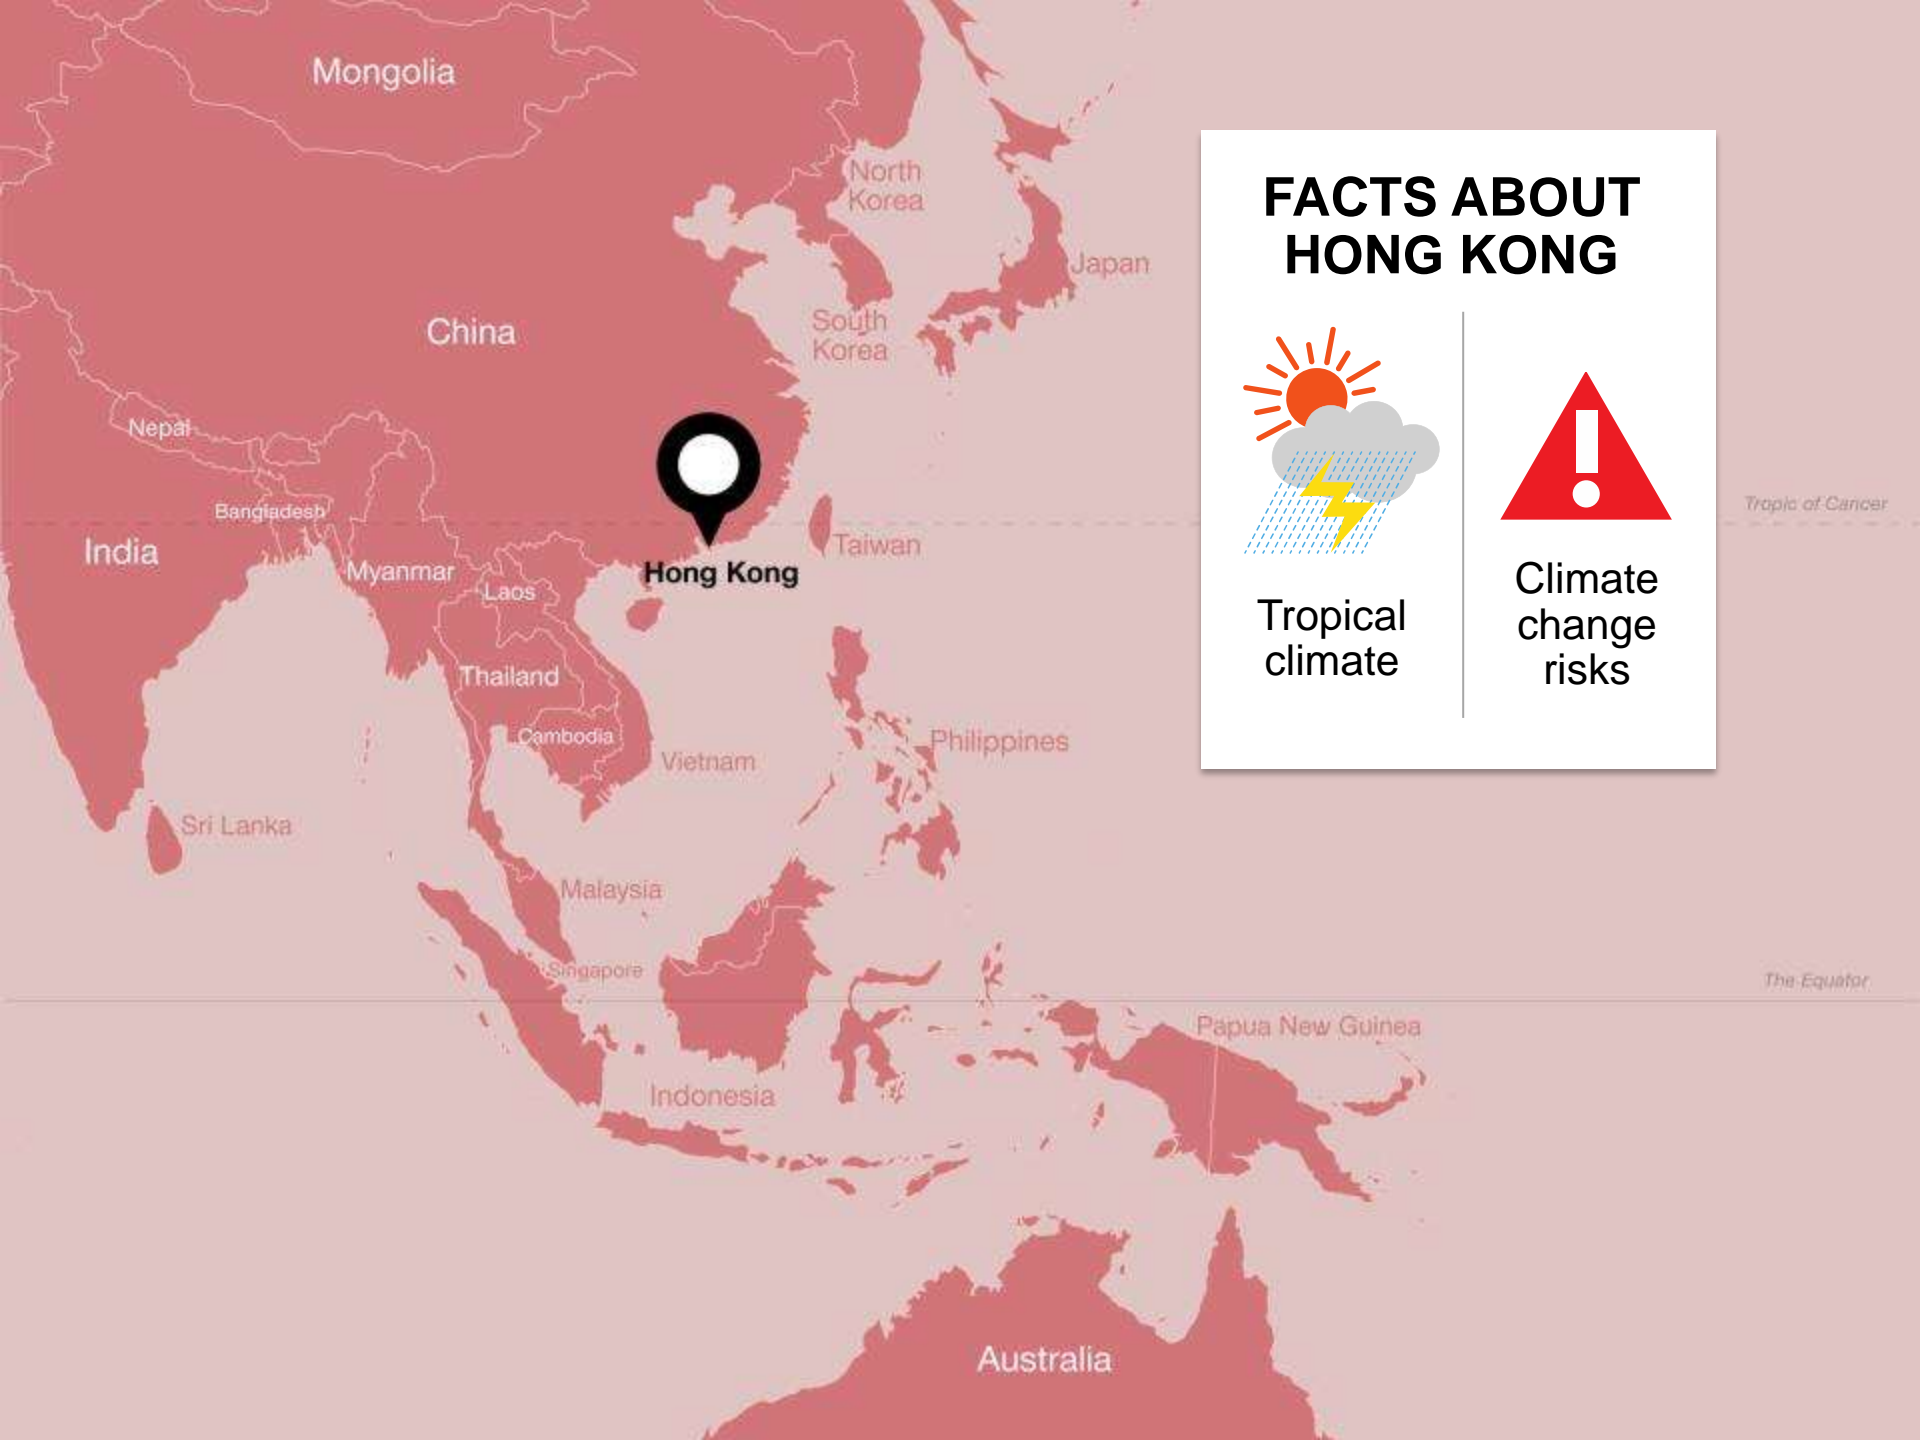 Mongolia
North
Korea
Japan
South
Korea
China
Nepal
Bangladesh
India
Myanmar
Laos
Hong Kong
Taiwan
Tropic of Cancer
Thailand
Cambodia
Vietnam
Philippines
Sri Lanka
Malaysia
Singapore
The Equator
Papua New Guinea
Indonesia
Australia
FACTS ABOUT
HONG KONG
Tropical
climate
Climate
change
risks